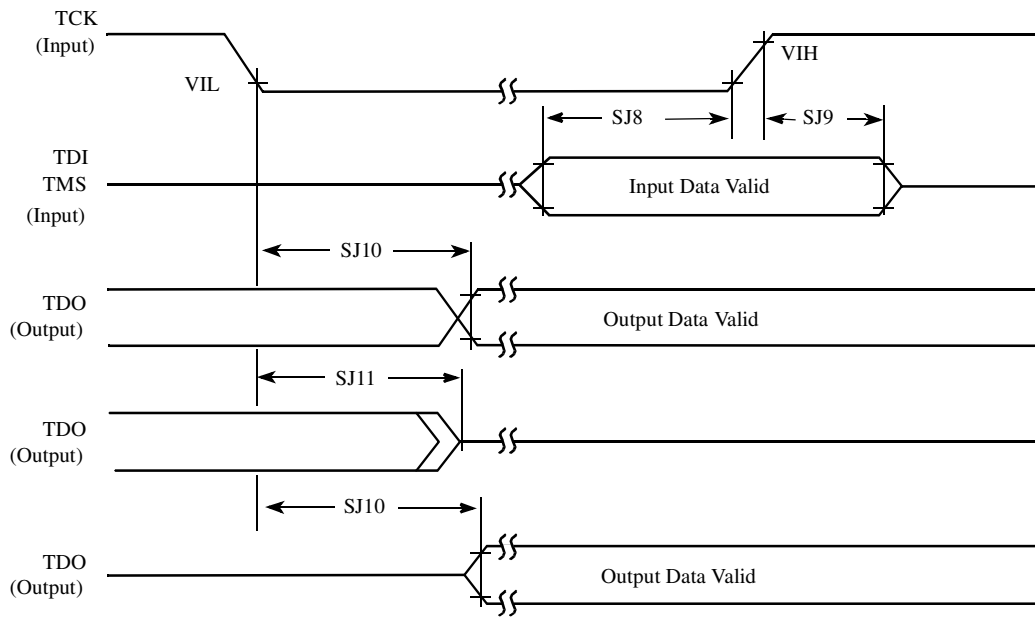 TCK
(Input)
VIL
VIH
SJ8
SJ9
TDI
TMS
(Input)
Input Data Valid
SJ10
TDO
(Output)
Output Data Valid
SJ11
TDO
(Output)
SJ10
TDO
(Output)
Output Data Valid